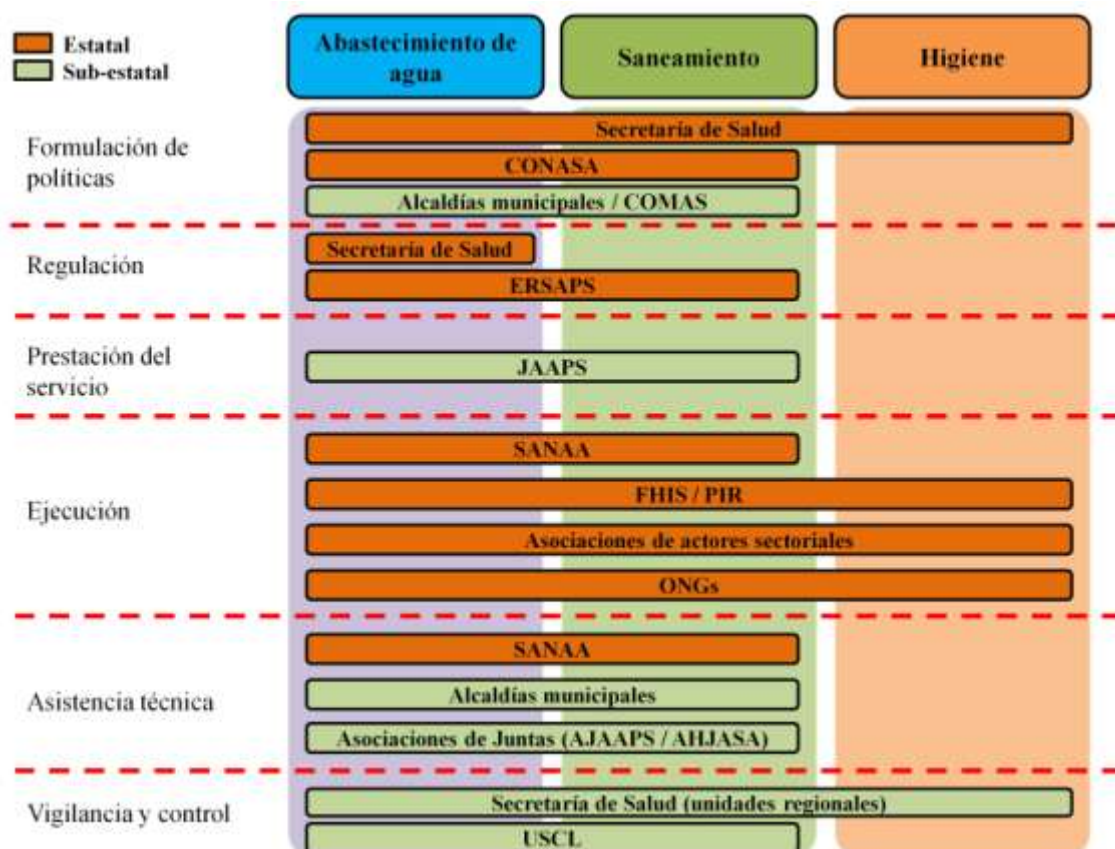 Estatal
Sub-estatal
Abastecimiento de
agua
Saneamiento
Higiene
Formulación de
políticas
Secretaría de Salud
CONASA
Alcaldías municipales / COMAS
Regulación
Secretaría de Salud
ERSAPS
Prestación del
servicio
JAAPS
Ejecución
SANAA
FHIS / PIR
Asociaciones de actores sectoriales
ONGs
Asistencia técnica
SANAA
Alcaldías municipales
Asociaciones de Juntas (AJAAPS / AHJASA)
Vigilancia y control
Secretaría de Salud (unidades regionales)
USCL